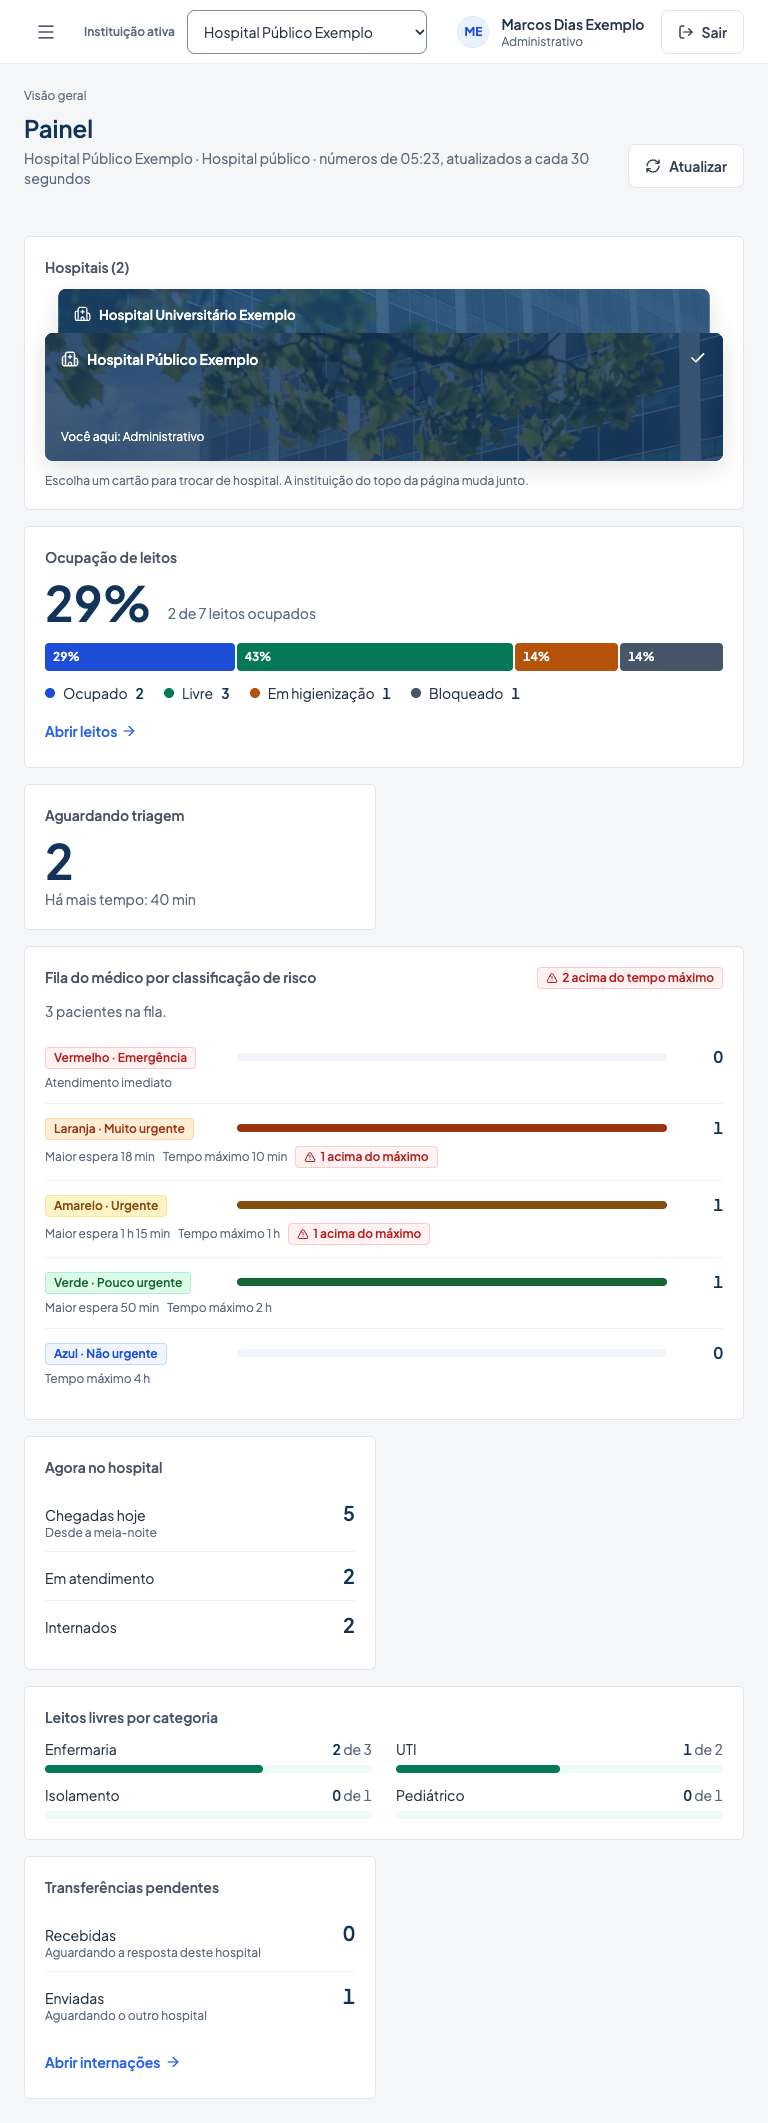 Instituição ativa
Hospital Público Exemplo
ME
Marcos Dias Exemplo
Administrativo
Sair
Visão geral
Painel
Hospital Público Exemplo · Hospital público · números de 05:23, atualizados a cada 30
segundos
Atualizar
Hospitais (2)
Hospital Universitário Exemplo
Hospital Público Exemplo
Você aqui: Administrativo
Escolha um cartão para trocar de hospital. A instituição do topo da página muda junto.
Ocupação de leitos
29% 2 de 7 leitos ocupados
29% 43% 14% 14%
Ocupado 2 Livre 3 Em higienização 1 Bloqueado 1
Abrir leitos
Aguardando triagem
2
Há mais tempo: 40 min
Fila do médico por classificação de risco 2 acima do tempo máximo
3 pacientes na fila.
Vermelho · Emergência 0
Atendimento imediato
Laranja · Muito urgente 1
Maior espera 18 min Tempo máximo 10 min 1 acima do máximo
Amarelo · Urgente 1
Maior espera 1 h 15 min Tempo máximo 1 h 1 acima do máximo
Verde · Pouco urgente 1
Maior espera 50 min Tempo máximo 2 h
Azul · Não urgente 0
Tempo máximo 4 h
Agora no hospital
Chegadas hoje 5
Desde a meia-noite
Em atendimento 2
Internados 2
Leitos livres por categoria
Enfermaria 2 de 3 UTI 1 de 2
Isolamento 0 de 1 Pediátrico 0 de 1
Transferências pendentes
Recebidas 0
Aguardando a resposta deste hospital
Enviadas 1
Aguardando o outro hospital
Abrir internações